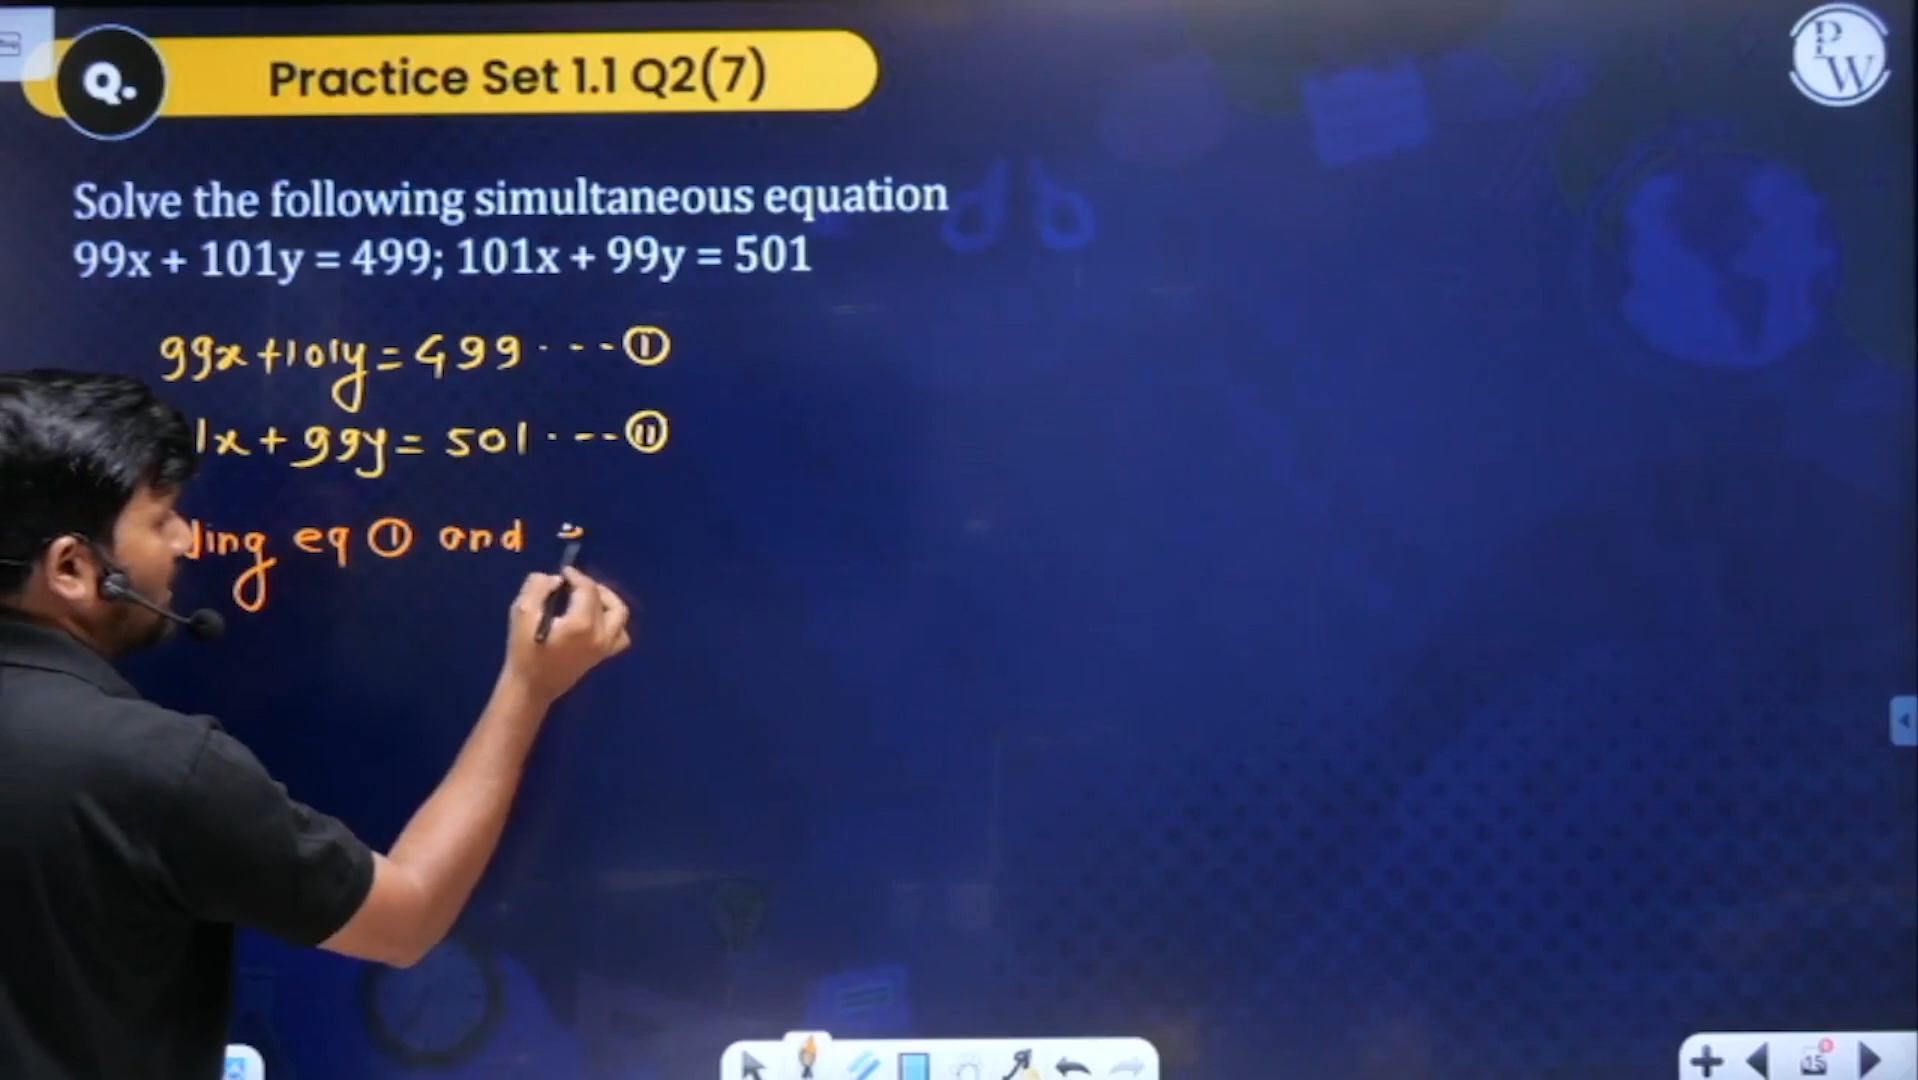 Q.
Practice Set 1.1 Q2(7)
PW
Solve the following simultaneous equation
99x + 101y = 499; 101x + 99y = 501
99x+101y=499 ---①
1x+99y=501 ---⑪
ding eq ① and
15